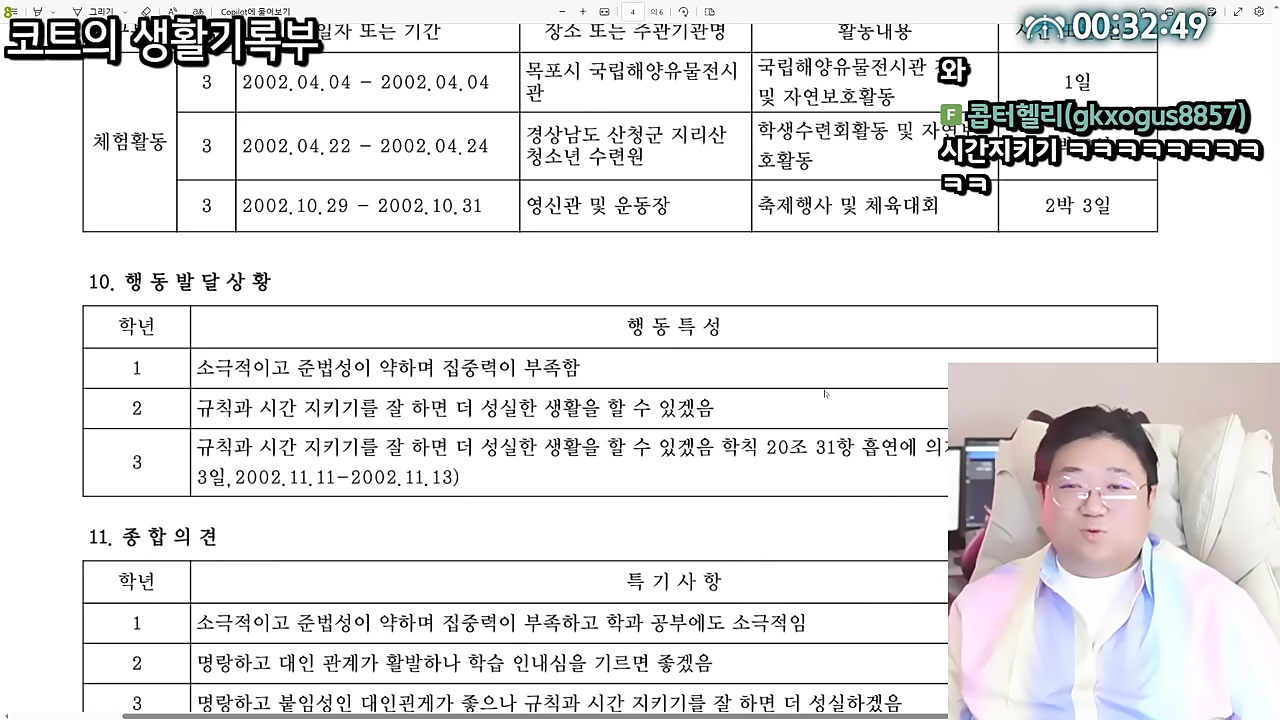 그리기
Copilot에 물어보기
4 의 6
코트의 생활기록부
00:32:49
일자 또는 기간
장소 또는 주관기관명
활동내용
체험활동
3
2002.04.04 - 2002.04.04
목포시 국립해양유물전시
관
국립해양유물전시관
및 자연보호활동
1일
3
2002.04.22 - 2002.04.24
경상남도 산청군 지리산
청소년 수련원
학생수련회활동 및
호활동
3
2002.10.29 - 2002.10.31
영신관 및 운동장
축제행사 및 체육대회
2박 3일
와
F 콥터헬리(gkxogus8857)
시간지키기 ㅋㅋㅋㅋㅋㅋㅋㅋ
ㅋㅋ
10. 행 동 발 달 상 황
학년
행 동 특 성
1
소극적이고 준법성이 약하며 집중력이 부족함
2
규칙과 시간 지키기를 잘 하면 더 성실한 생활을 할 수 있겠음
3
규칙과 시간 지키기를 잘 하면 더 성실한 생활을 할 수 있겠음 학칙 20조 31항 흡연에
3일,2002.11.11-2002.11.13)
11. 종 합 의 견
학년
특 기 사 항
1
소극적이고 준법성이 약하며 집중력이 부족하고 학과 공부에도 소극적임
2
명랑하고 대인 관계가 활발하나 학습 인내심을 기르면 좋겠음
3
명랑하고 붙임성인 대인관계가 좋으나 규칙과 시간 지키기를 잘 하면 더 성실하겠음